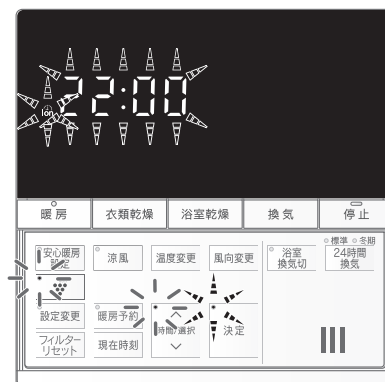 22:00
Ion
暖房
衣類乾燥
浴室乾燥
換気
停止
標準 冬期
安心暖房
設定
涼風
温度変更
風向変更
浴室
換気切
24時間
換気
設定変更
暖房予約
時間/選択
決定
フィルター
リセット
現在時刻